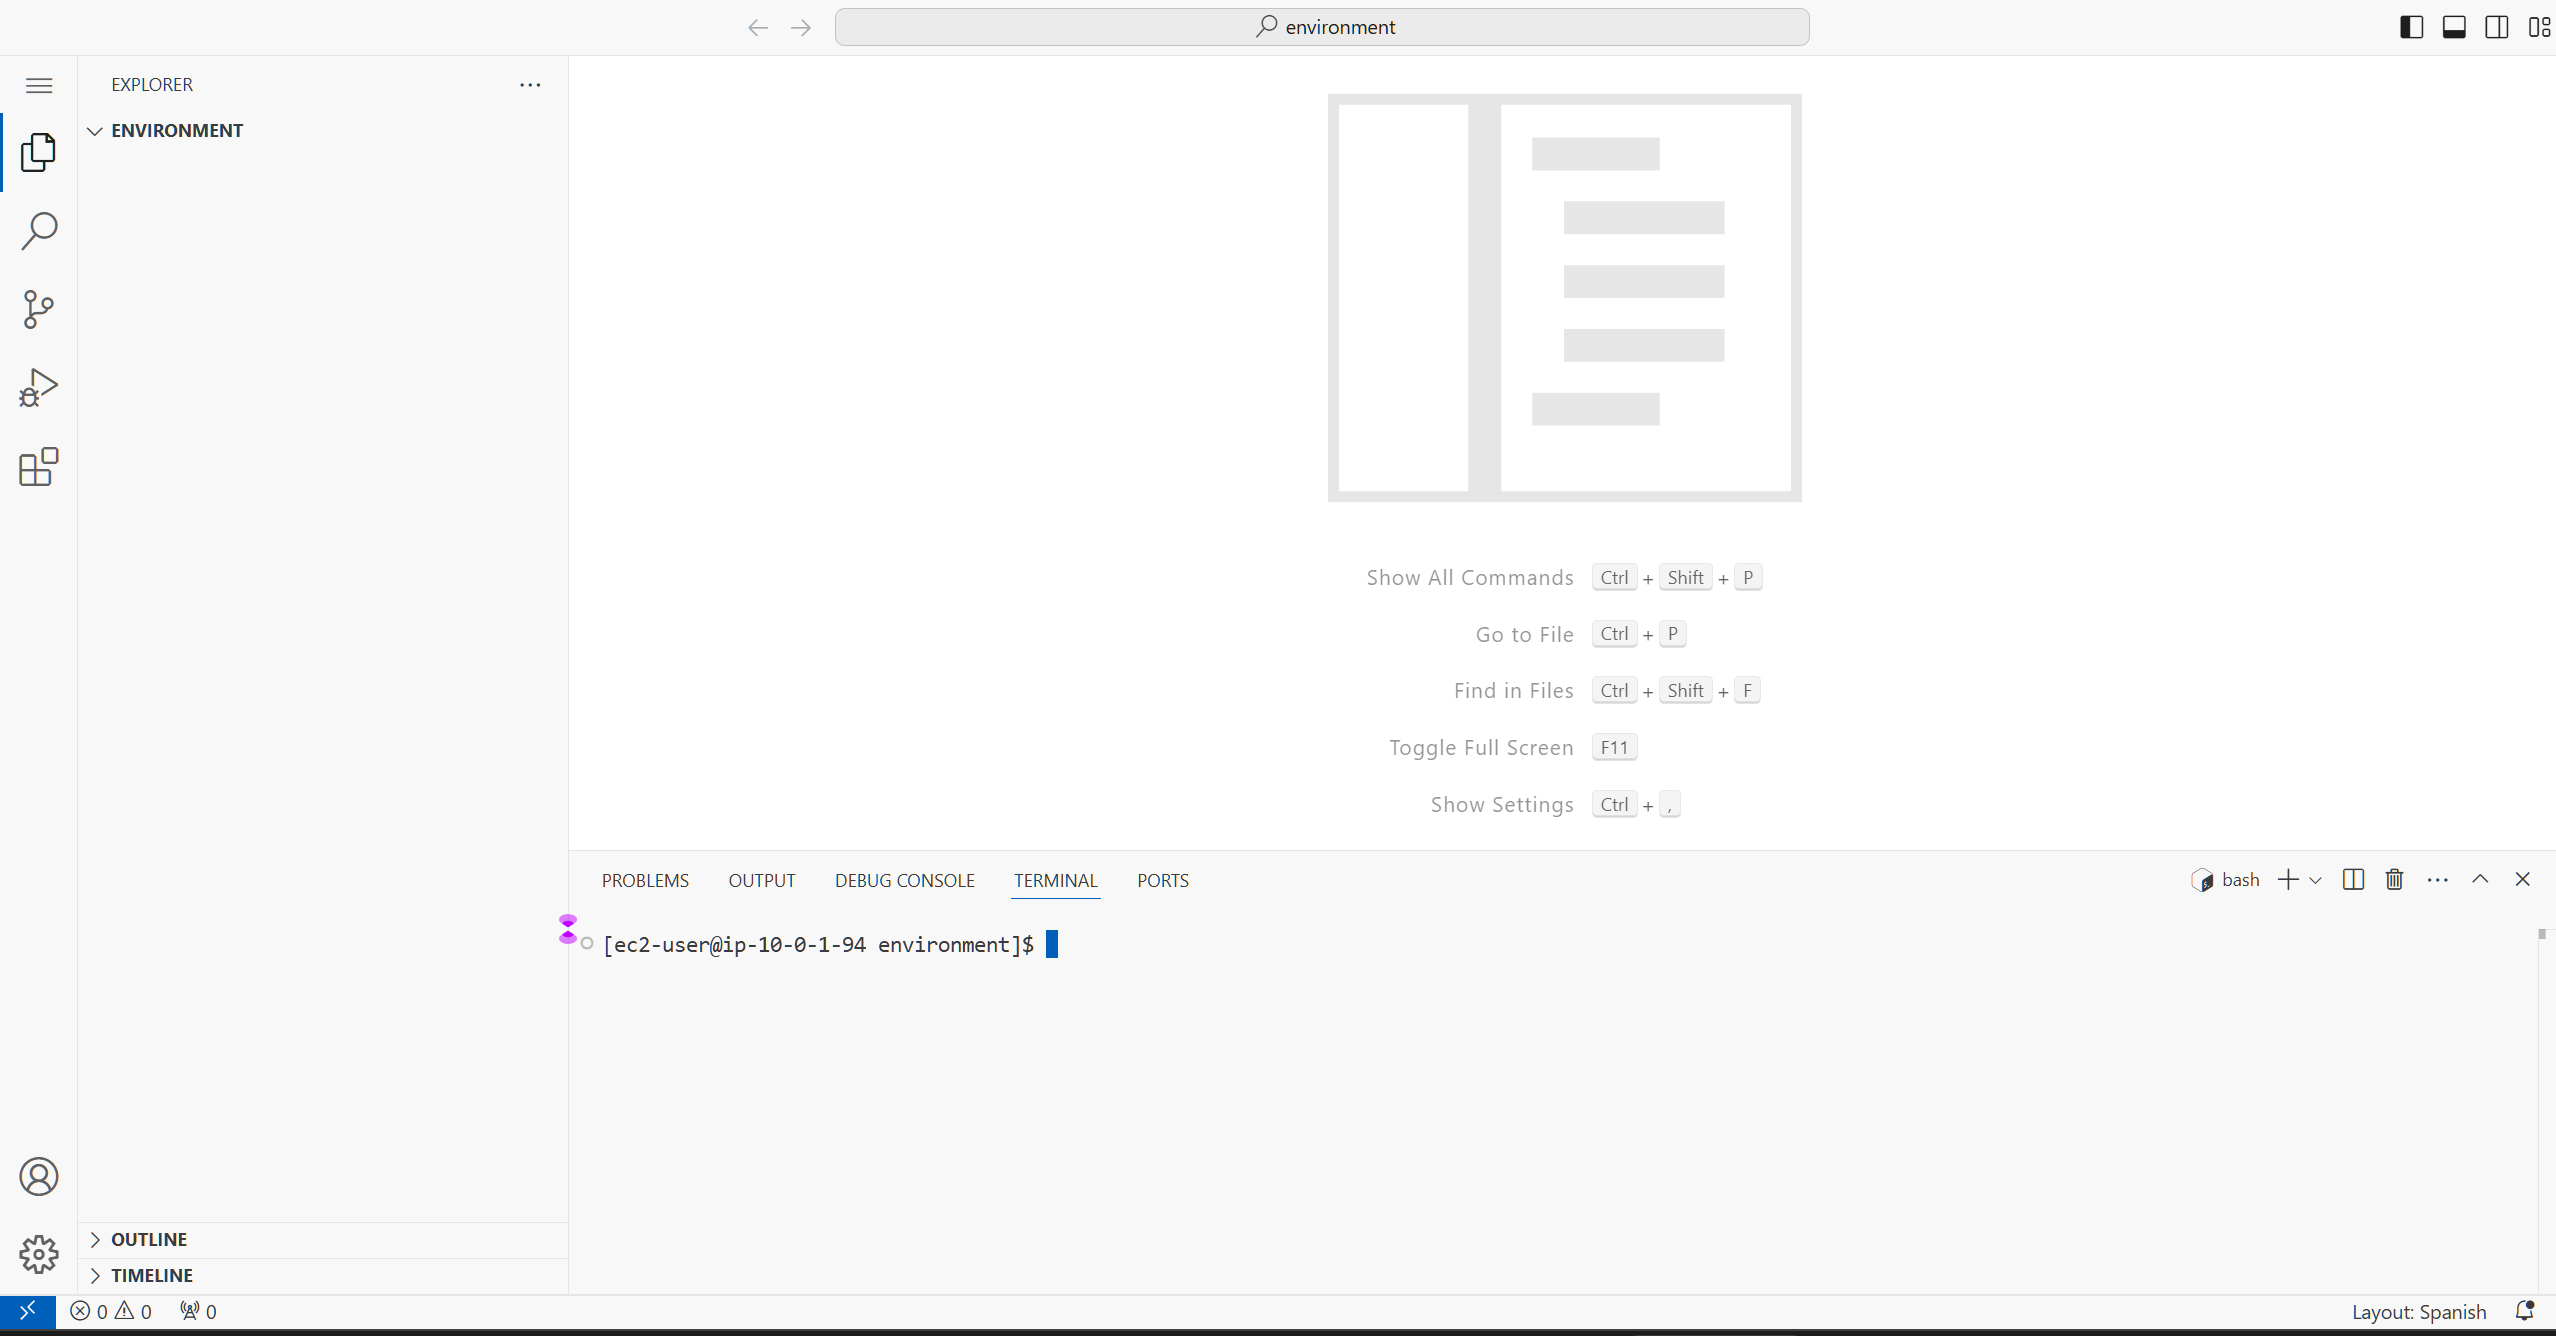 environment
EXPLORER
ENVIRONMENT
Show All Commands Ctrl + Shift + P
Go to File Ctrl + P
Find in Files Ctrl + Shift + F
Toggle Full Screen F11
Show Settings Ctrl + ,
PROBLEMS OUTPUT DEBUG CONSOLE TERMINAL PORTS
bash
[ec2-user@ip-10-0-1-94 environment]$
OUTLINE
TIMELINE
0 0 0
Layout: Spanish